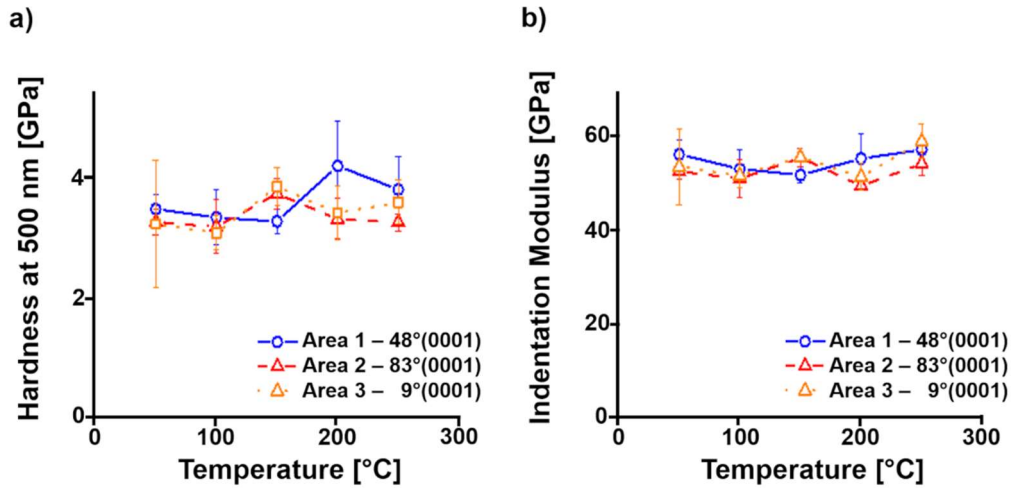 a)
Hardness at 500 nm [GPa]
4
2
0
0 100 200 300
Temperature [°C]
Area 1 – 48°(0001)
Area 2 – 83°(0001)
Area 3 – 9°(0001)
b)
Indentation Modulus [GPa]
60
40
20
0
0 100 200 300
Temperature [°C]
Area 1 – 48°(0001)
Area 2 – 83°(0001)
Area 3 – 9°(0001)